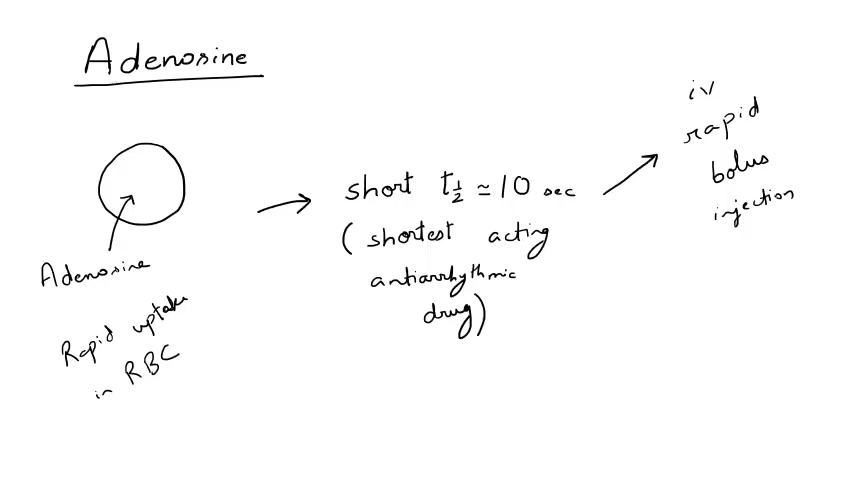 Adenosine
Adenosine
Rapid uptake
in RBC
short t½ ≃ 10 sec
(shortest acting
antiarrhythmic
drug)
iv
rapid
bolus
injection